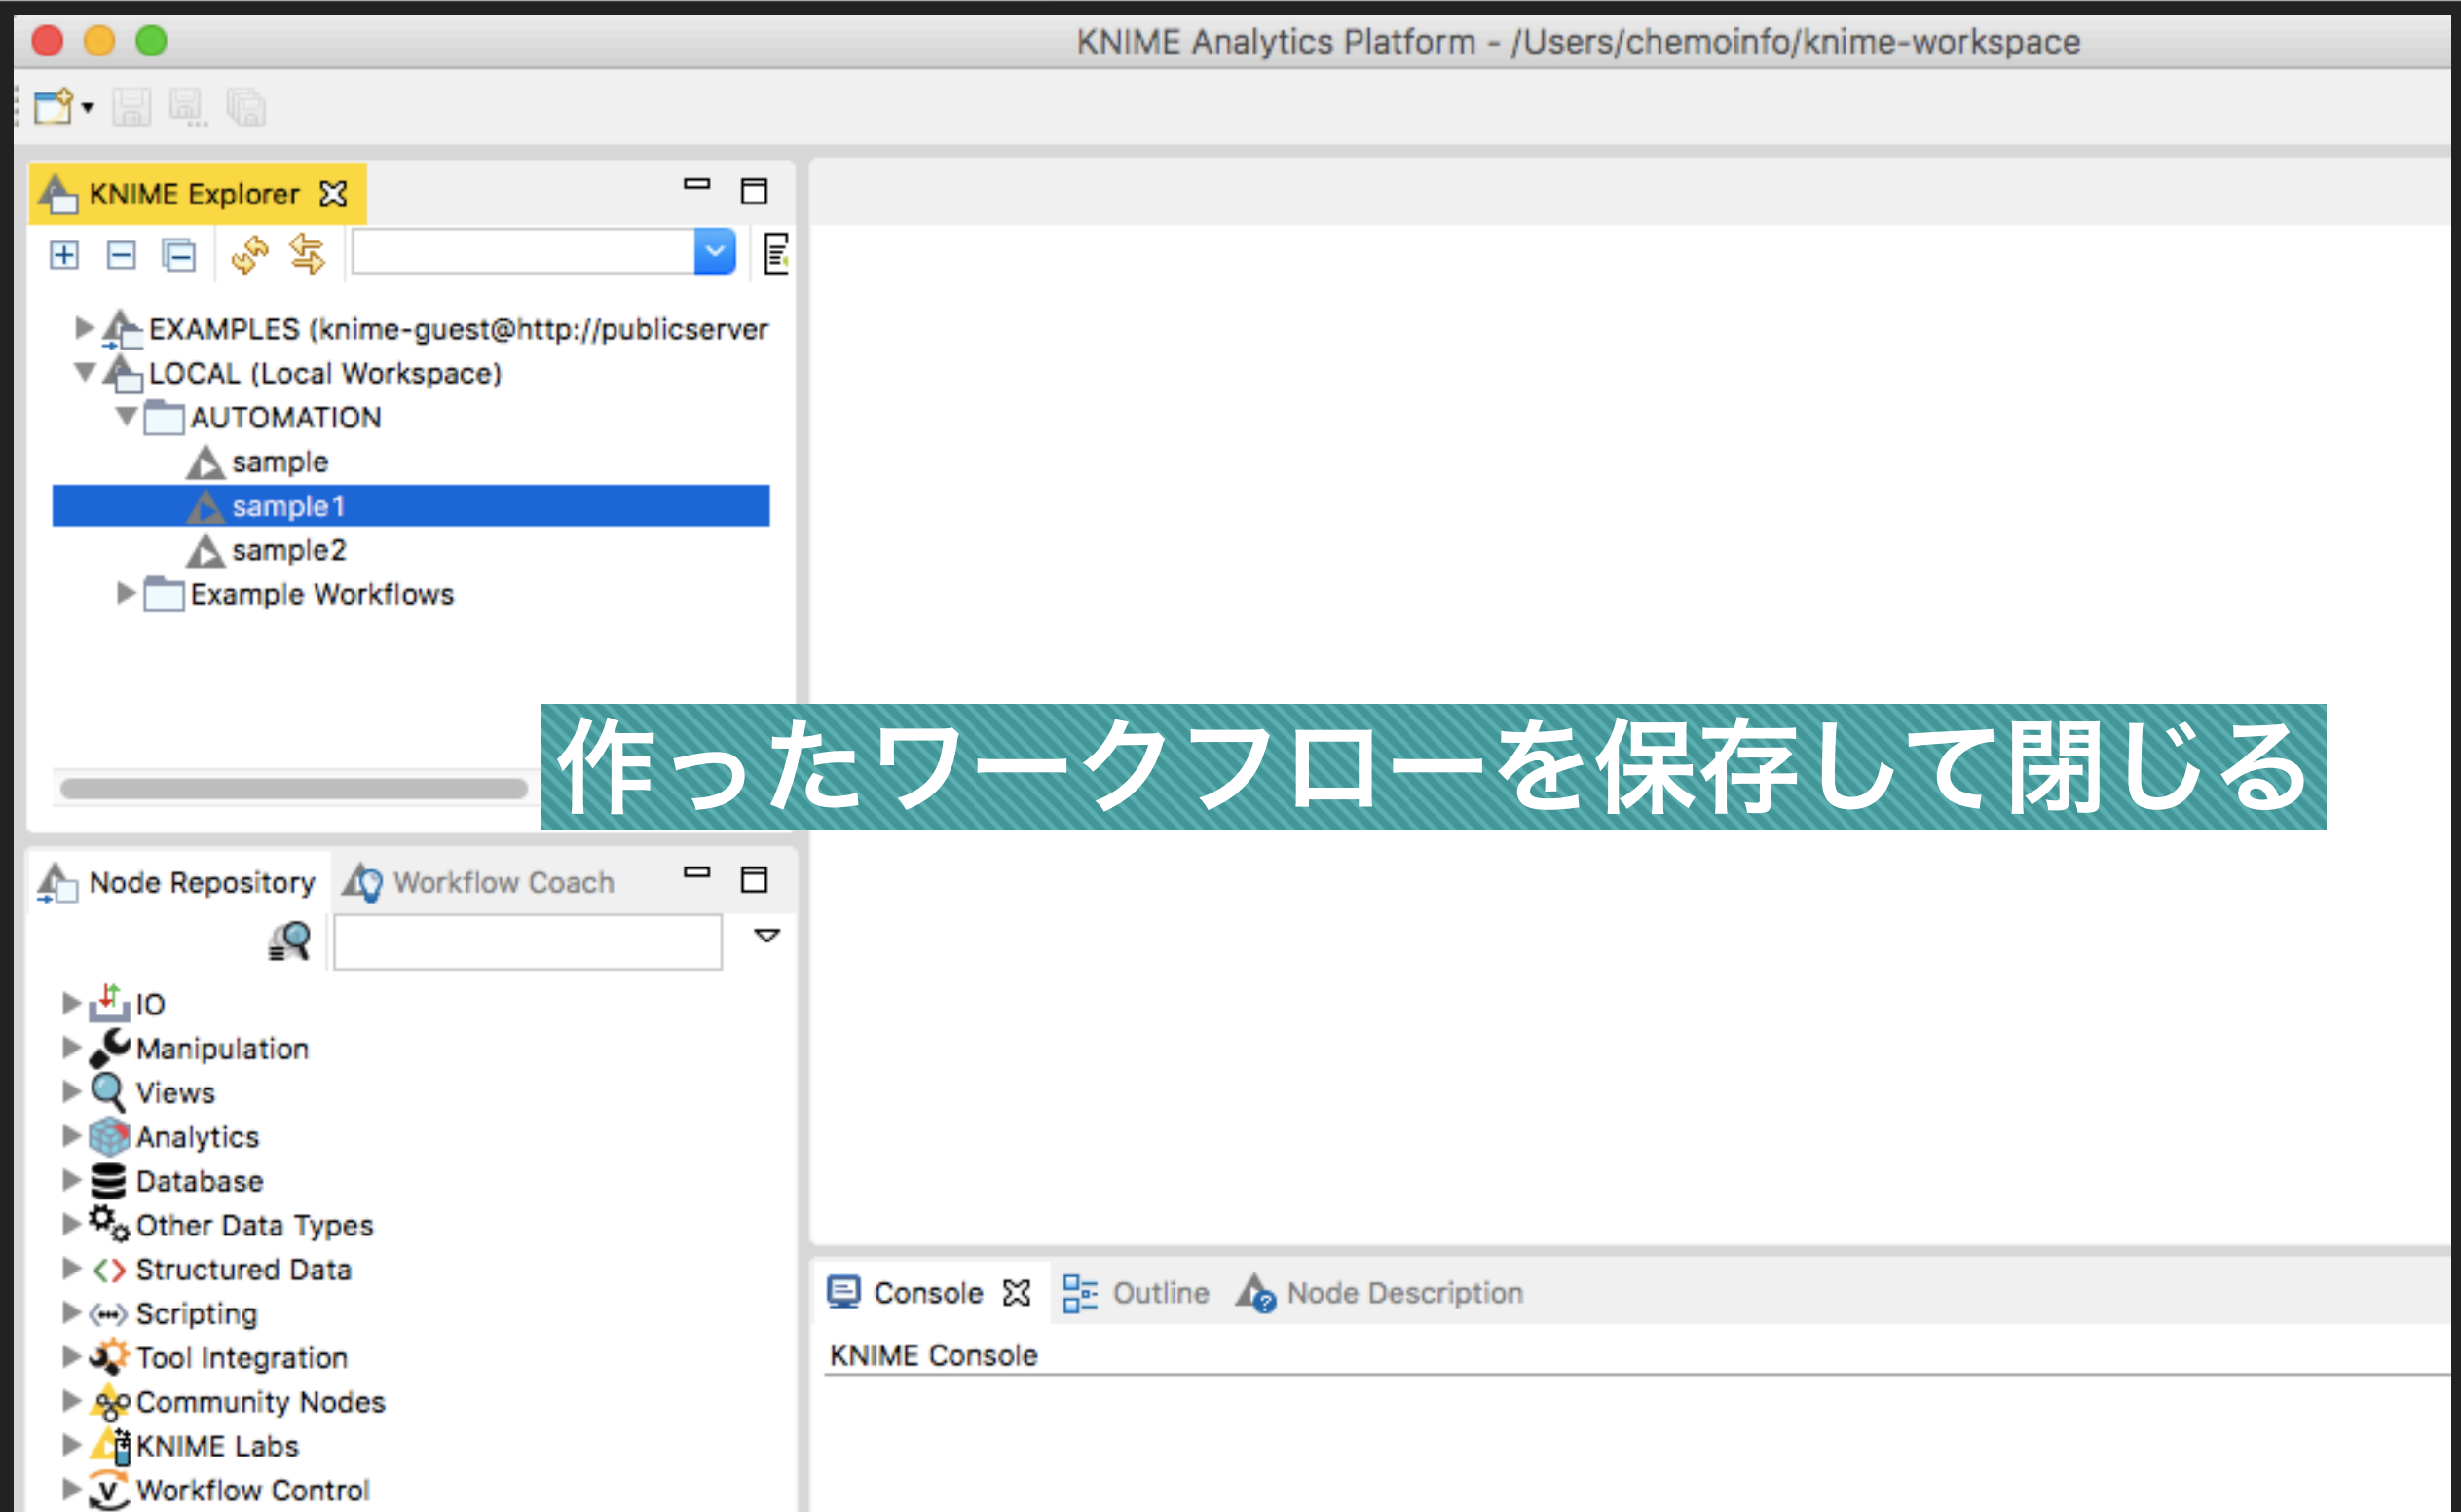 KNIME Analytics Platform - /Users/chemoinfo/knime-workspace
KNIME Explorer
EXAMPLES (knime-guest@http://publicserver
LOCAL (Local Workspace)
AUTOMATION
sample
sample1
sample2
Example Workflows
作ったワークフローを保存して閉じる
Node Repository
Workflow Coach
IO
Manipulation
Views
Analytics
Database
Other Data Types
Structured Data
Scripting
Tool Integration
Community Nodes
KNIME Labs
Workflow Control
Console
Outline
Node Description
KNIME Console